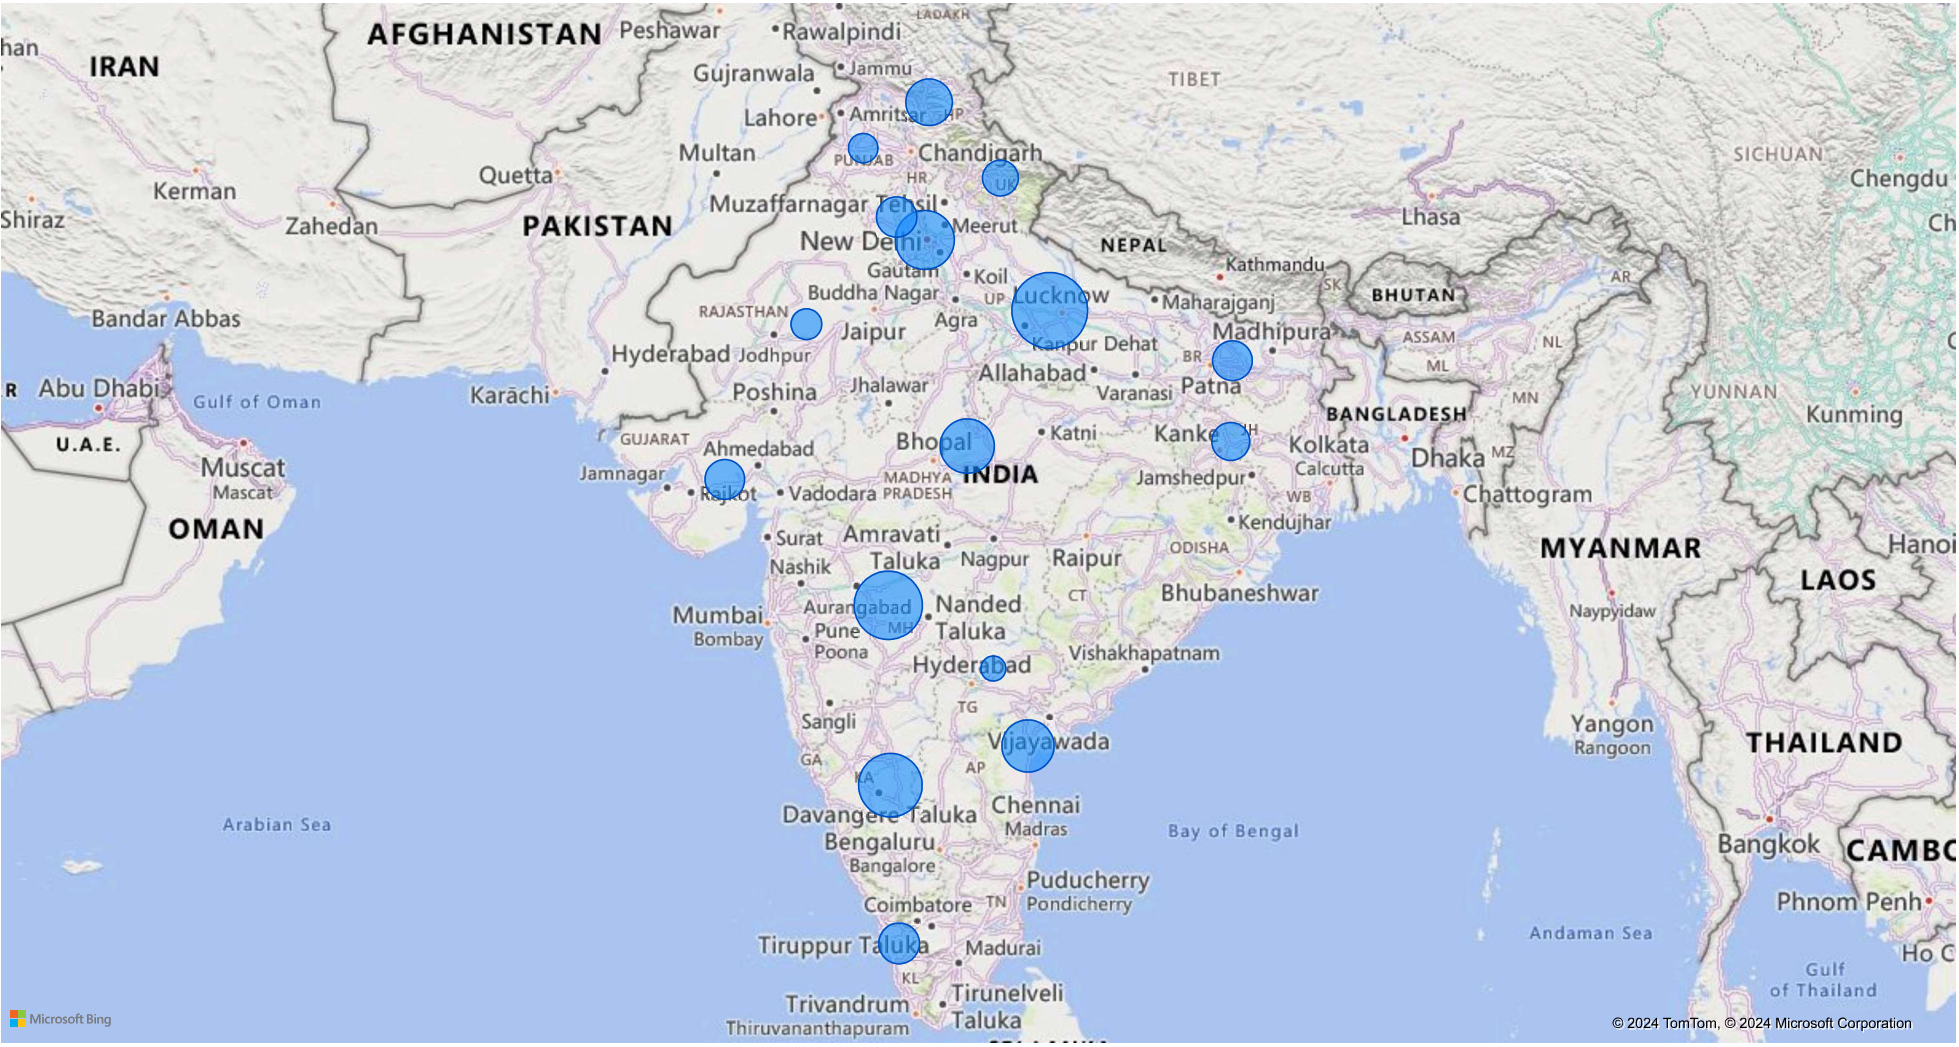 LADAKH
AFGHANISTAN
Peshawar
Rawalpindi
han
IRAN
Gujranwala
Jammu
TIBET
Lahore
Amritsar
HP
Multan
PUNJAB
Chandigarh
SICHUAN
Quetta
HR
UK
Chengdu
Kerman
Muzaffarnagar Tehsil
Shiraz
Zahedan
PAKISTAN
Meerut
Lhasa
Ch
New Delhi
NEPAL
Gautam
Buddha Nagar
Koil
Kathmandu
AR
SK
BHUTAN
UP
Lucknow
Maharajganj
Bandar Abbas
RAJASTHAN
Jaipur
Agra
Madhipura
ASSAM
NL
Hyderabad
Jodhpur
Kanpur Dehat
BR
ML
C
R
Abu Dhabi
Gulf of Oman
Karāchi
Poshina
Jhalawar
Allahabad
Varanasi
Patna
MN
YUNNAN
Kunming
U.A.E.
GUJARAT
Ahmedabad
Bhopal
Katni
Kanke
JH
Kolkata
Calcutta
BANGLADESH
Dhaka
MZ
Muscat
Mascat
Jamnagar
Rajkot
Vadodara
MADHYA
PRADESH
INDIA
Jamshedpur
WB
Chattogram
OMAN
Surat
Amravati
Taluka
Nagpur
Raipur
Kendujhar
ODISHA
MYANMAR
Hanoi
LAOS
Nashik
Bhubaneshwar
CT
Naypyidaw
Mumbai
Bombay
Aurangabad
MH
Pune
Poona
Nanded
Taluka
Hyderabad
Vishakhapatnam
TG
Sangli
Yangon
Rangoon
THAILAND
GA
Vijayawada
AP
KA
Davangere Taluka
Chennai
Madras
Arabian Sea
Bay of Bengal
Bengaluru
Bangalore
Bangkok
CAMBO
Puducherry
Pondicherry
Coimbatore
TN
Phnom Penh
Tiruppur Taluka
Madurai
Andaman Sea
Ho C
KL
Gulf
of Thailand
Trivandrum
Thiruvananthapuram
Tirunelveli
Taluka
Microsoft Bing
© 2024 TomTom, © 2024 Microsoft Corporation